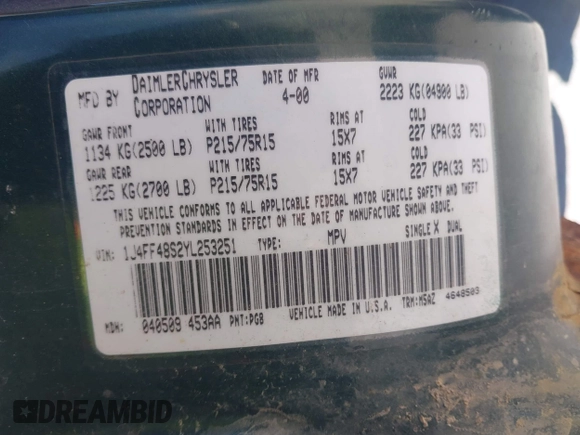 MFD BY DAIMLERCHRYSLER CORPORATION DATE OF MFR 4-00 GVWR 2223 KG(04900 LB)
GAWR FRONT WITH TIRES RIMS AT COLD
1134 KG(2500 LB) P215/75R15 15X7 227 KPA(33 PSI)
GAWR REAR WITH TIRES RIMS AT COLD
1225 KG(2700 LB) P215/75R15 15X7 227 KPA(33 PSI)
THIS VEHICLE CONFORMS TO ALL APPLICABLE FEDERAL MOTOR VEHICLE SAFETY AND THEFT
PREVENTION STANDARDS IN EFFECT ON THE DATE OF MANUFACTURE SHOWN ABOVE.
VIN: 1J4FF48S2YL253251 TYPE: MPV SINGLE X DUAL
MDH: 040509 453AA PNT:PGB VEHICLE MADE IN U.S.A. TRM:MSAZ 4648503
DREAMBID